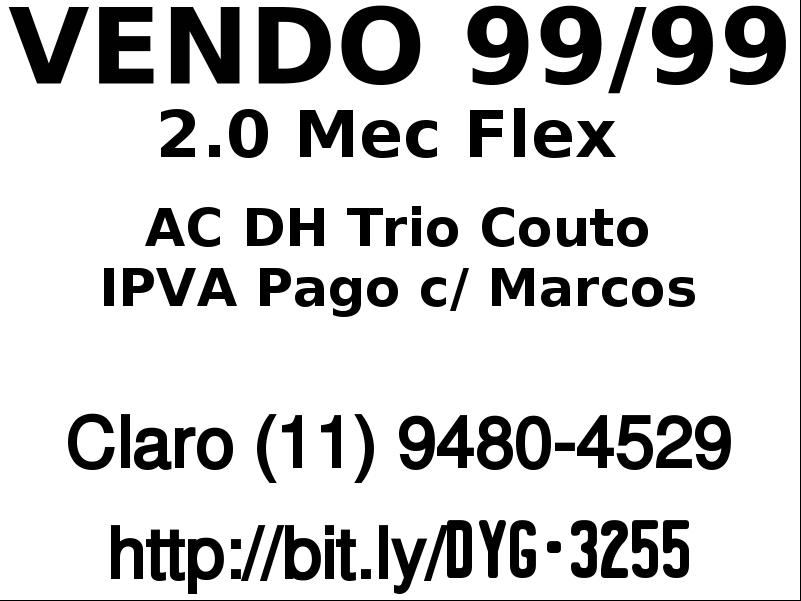 VENDO 99/99
2.0 Mec Flex
AC DH Trio Couto
IPVA Pago c/ Marcos
Claro (11) 9480-4529
http://bit.ly/DYG·3255